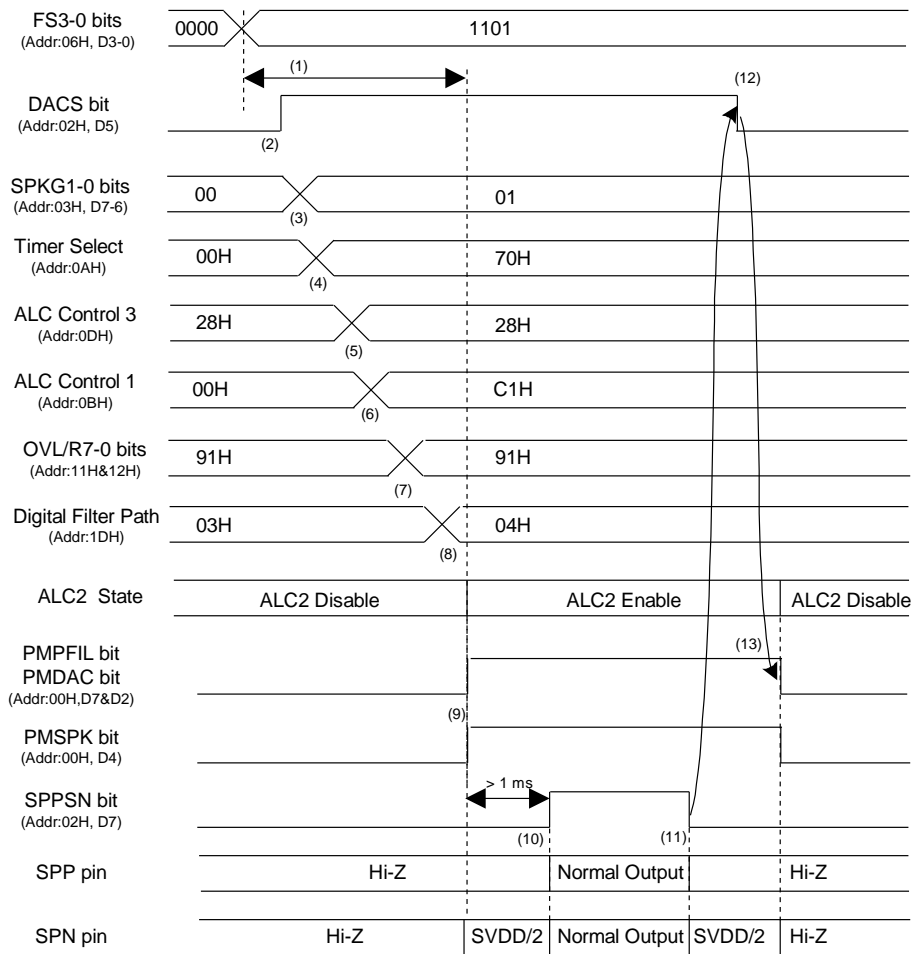 FS3-0 bits
(Addr:06H, D3-0)
0000
1101
(1)
(12)
DACS bit
(Addr:02H, D5)
(2)
SPKG1-0 bits
(Addr:03H, D7-6)
00
01
(3)
Timer Select
(Addr:0AH)
00H
70H
(4)
ALC Control 3
(Addr:0DH)
28H
28H
(5)
ALC Control 1
(Addr:0BH)
00H
C1H
(6)
OVL/R7-0 bits
(Addr:11H&12H)
91H
91H
(7)
Digital Filter Path
(Addr:1DH)
03H
04H
(8)
ALC2 State
ALC2 Disable
ALC2 Enable
ALC2 Disable
PMPFIL bit
PMDAC bit
(Addr:00H,D7&D2)
(13)
(9)
PMSPK bit
(Addr:00H, D4)
> 1 ms
SPPSN bit
(Addr:02H, D7)
(10)
(11)
SPP pin
Hi-Z
Normal Output
Hi-Z
SPN pin
Hi-Z
SVDD/2
Normal Output
SVDD/2
Hi-Z